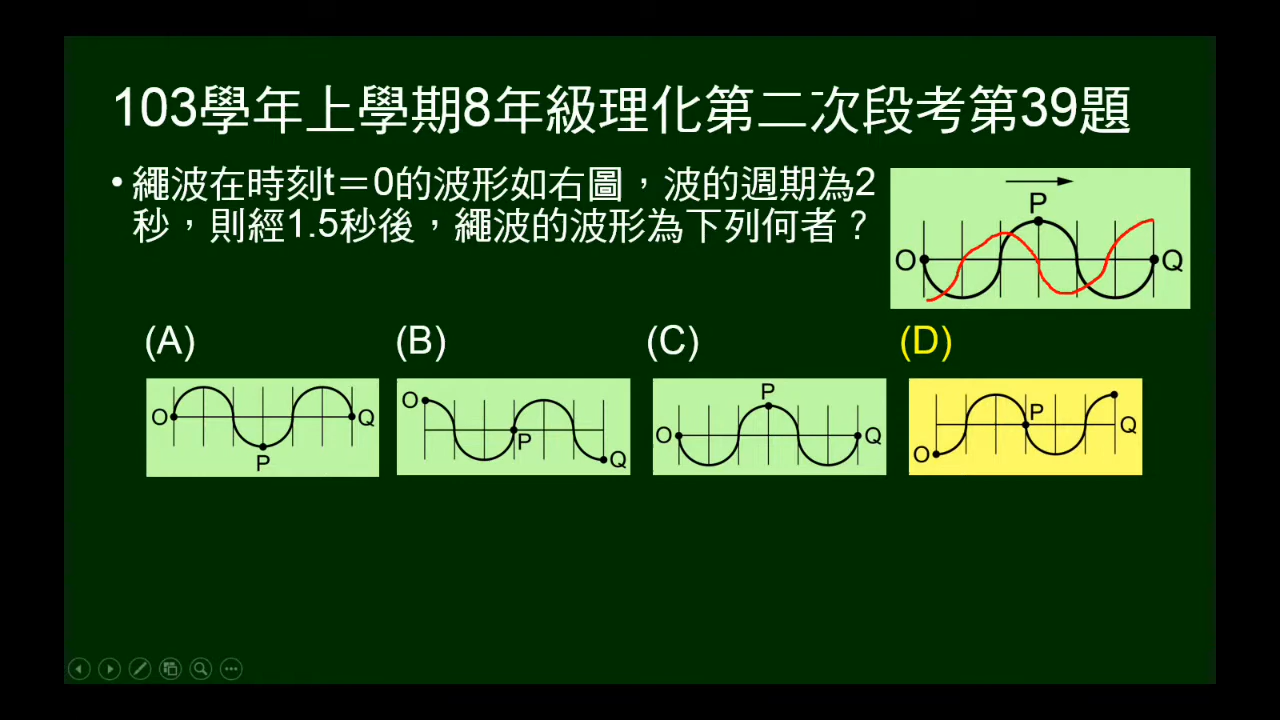 103學年上學期8年級理化第二次段考第39題
• 繩波在時刻t＝0的波形如右圖，波的週期為2
秒，則經1.5秒後，繩波的波形為下列何者？
P
O
Q
(A)
(B)
(C)
(D)
O
Q
P
O
P
Q
P
O
Q
P
Q
O